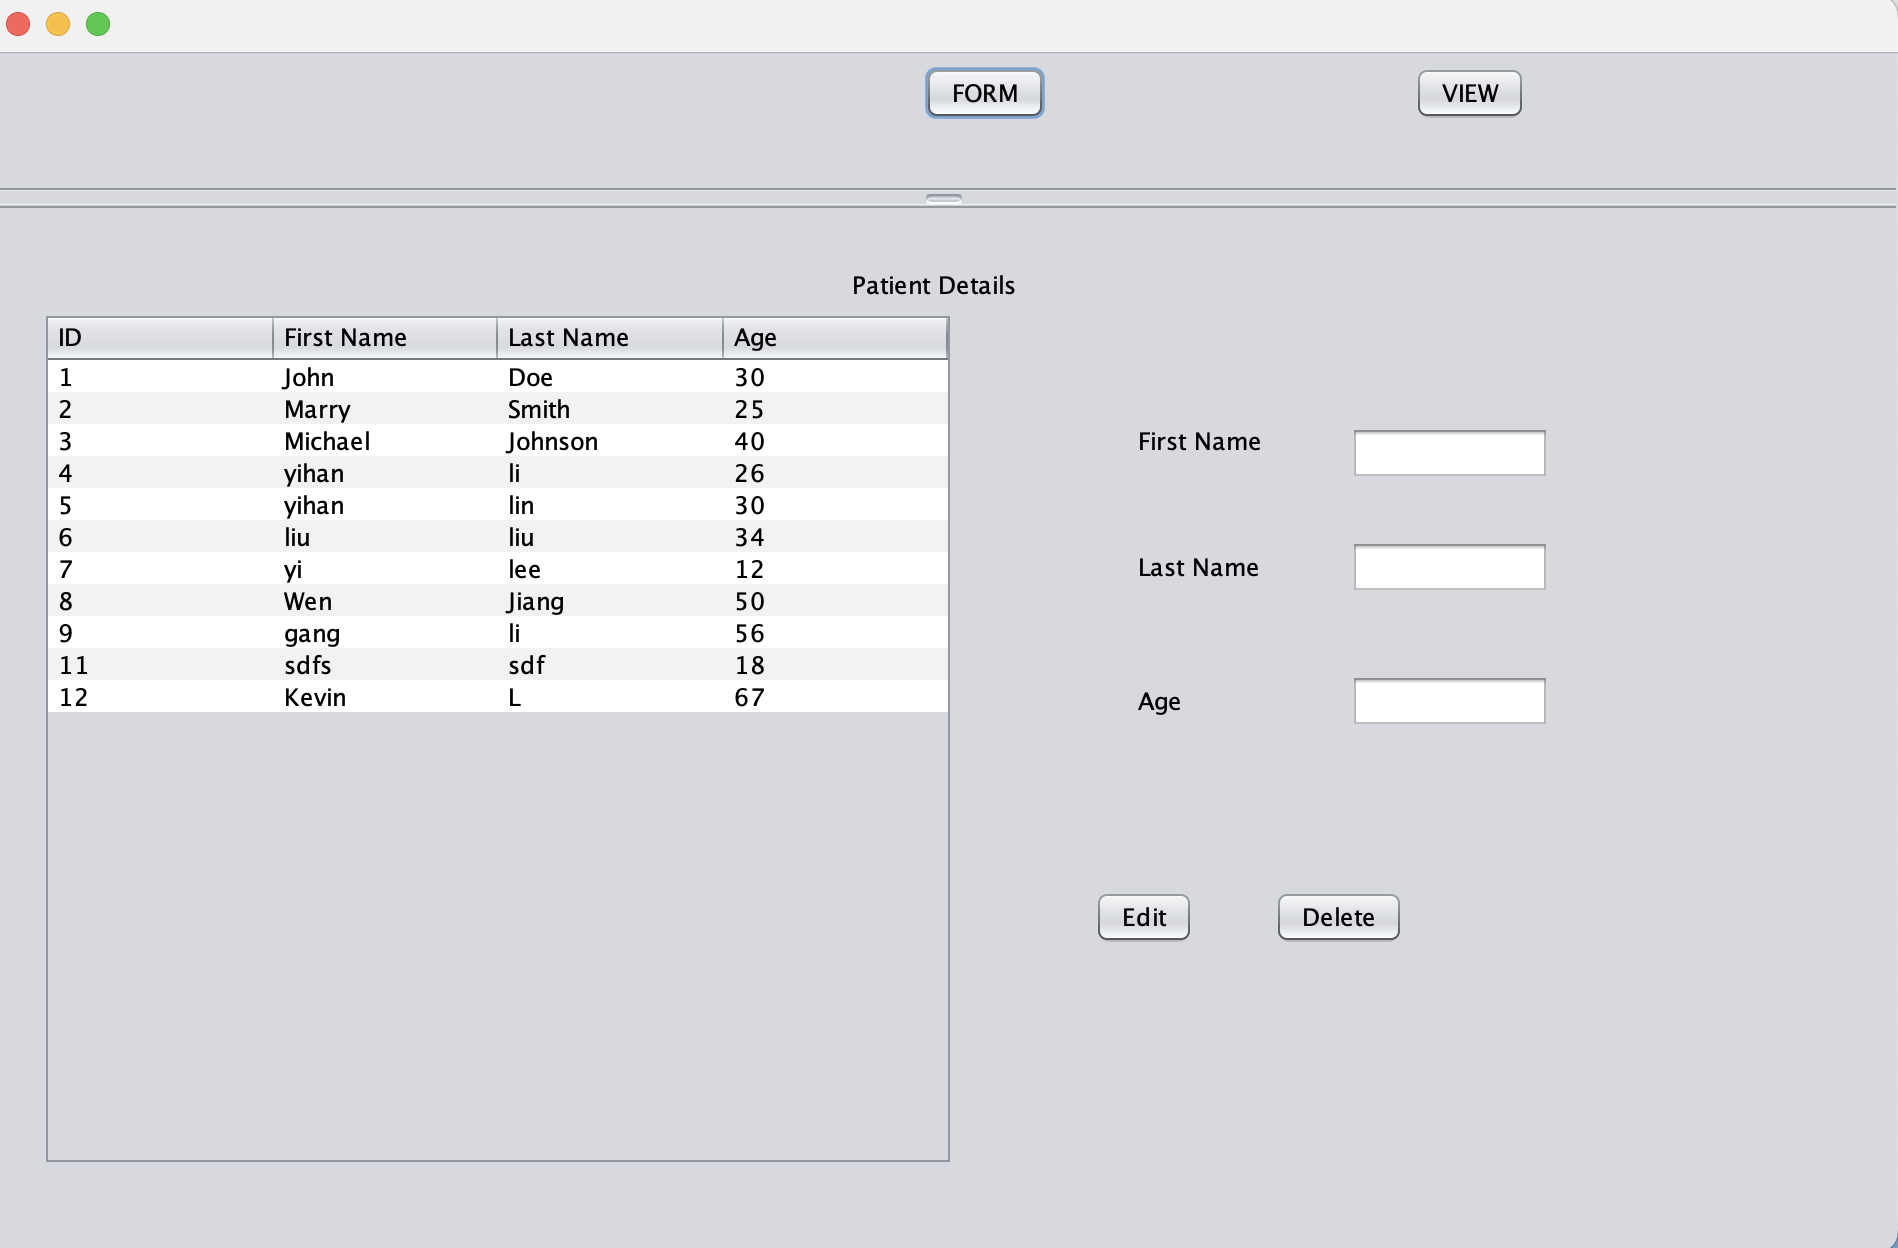 FORM VIEW
Patient Details
ID First Name Last Name Age
1 John Doe 30
2 Marry Smith 25
3 Michael Johnson 40
4 yihan li 26
5 yihan lin 30
6 liu liu 34
7 yi lee 12
8 Wen Jiang 50
9 gang li 56
11 sdfs sdf 18
12 Kevin L 67
First Name
Last Name
Age
Edit Delete